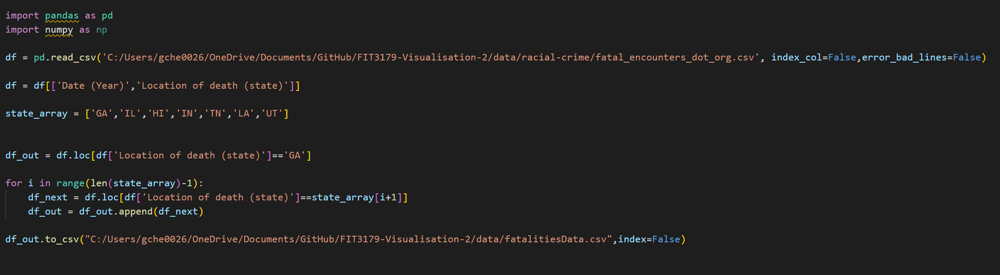 import pandas as pd
import numpy as np
df = pd.read_csv('C:/Users/gche0026/OneDrive/Documents/GitHub/FIT3179-Visualisation-2/data/racial-crime/fatal_encounters_dot_org.csv', index_col=False,error_bad_lines=False)
df = df[['Date (Year)','Location of death (state)']]
state_array = ['GA','IL','HI','IN','TN','LA','UT']
df_out = df.loc[df['Location of death (state)']=='GA']
for i in range(len(state_array)-1):
    df_next = df.loc[df['Location of death (state)']==state_array[i+1]]
    df_out = df_out.append(df_next)
df_out.to_csv("C:/Users/gche0026/OneDrive/Documents/GitHub/FIT3179-Visualisation-2/data/fatalitiesData.csv",index=False)